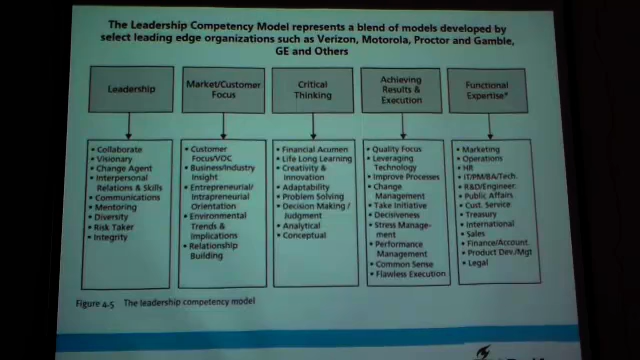 The Leadership Competency Model represents a blend of models developed by
select leading edge organizations such as Verizon, Motorola, Proctor and Gamble,
GE and Others
Leadership
• Collaborate
• Visionary
• Change Agent
• Interpersonal
Relations & Skills
• Communications
• Mentoring
• Diversity
• Risk Taker
• Integrity
Market/Customer
Focus
• Customer
Focus/VOC
• Business/Industry
Insight
• Entrepreneurial/
Intrapreneurial
Orientation
• Environmental
Trends &
Implications
• Relationship
Building
Critical
Thinking
• Financial Acumen
• Life Long Learning
• Creativity &
Innovation
• Adaptability
• Problem Solving
• Decision Making /
Judgment
• Analytical
• Conceptual
Achieving
Results &
Execution
• Quality Focus
• Leveraging
Technology
• Improve Processes
• Change
Management
• Take Initiative
• Decisiveness
• Stress Manage-
ment
• Performance
Management
• Common Sense
• Flawless Execution
Functional
Expertise*
• Marketing
• Operations
• HR
• IT/PM/BA/Tech.
• R&D/Engineer.
• Public Affairs
• Cust. Service
• Treasury
• International
• Sales
• Finance/Account.
• Product Dev./Mgt
• Legal
Figure 4-5 The leadership competency model